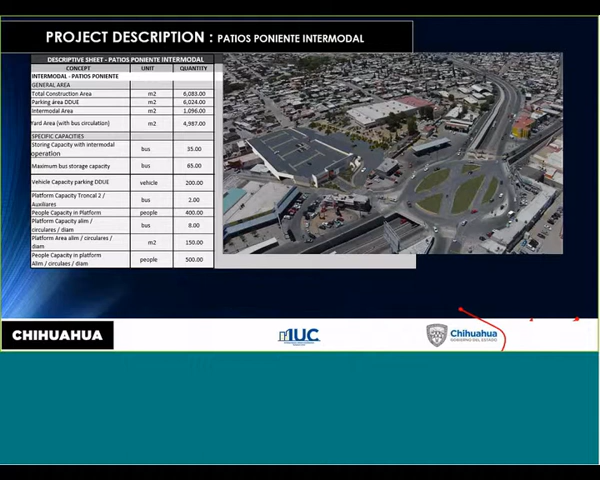 PROJECT DESCRIPTION : PATIOS PONIENTE INTERMODAL
DESCRIPTIVE SHEET - PATIOS PONIENTE INTERMODAL
CONCEPT UNIT QUANTITY
INTERMODAL - PATIOS PONIENTE
GENERAL AREA
Total Construction Area m2 6,083.00
Parking área DDUE m2 6,024.00
Intermodal Area m2 1,096.00
Yard Area (with bus circulation) m2 4,987.00
SPECIFIC CAPACITIES
Storing Capacity with intermodal
operation bus 35.00
Maximum bus storage capacity bus 65.00
Vehicle Capacity parking DDUE vehicle 200.00
Platform Capacity Troncal 2 /
Auxiliares bus 2.00
People Capacity in Platform people 400.00
Platform Capacity alim /
circulares / diam bus 8.00
Platform Area alim / circulares /
diam m2 150.00
People Capacity in platform
Alim / circulaes / diam people 500.00
CHIHUAHUA
IUC
Chihuahua
GOBIERNO DEL ESTADO